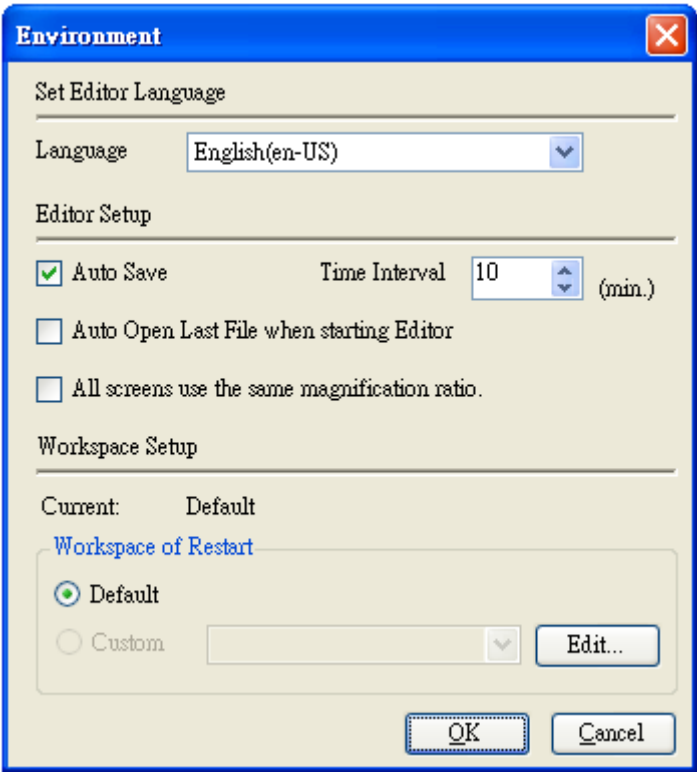 Environment
Set Editor Language
Language English(en-US)
Editor Setup
Auto Save Time Interval 10 (min.)
Auto Open Last File when starting Editor
All screens use the same magnification ratio.
Workspace Setup
Current: Default
Workspace of Restart
Default
Custom Edit...
OK Cancel